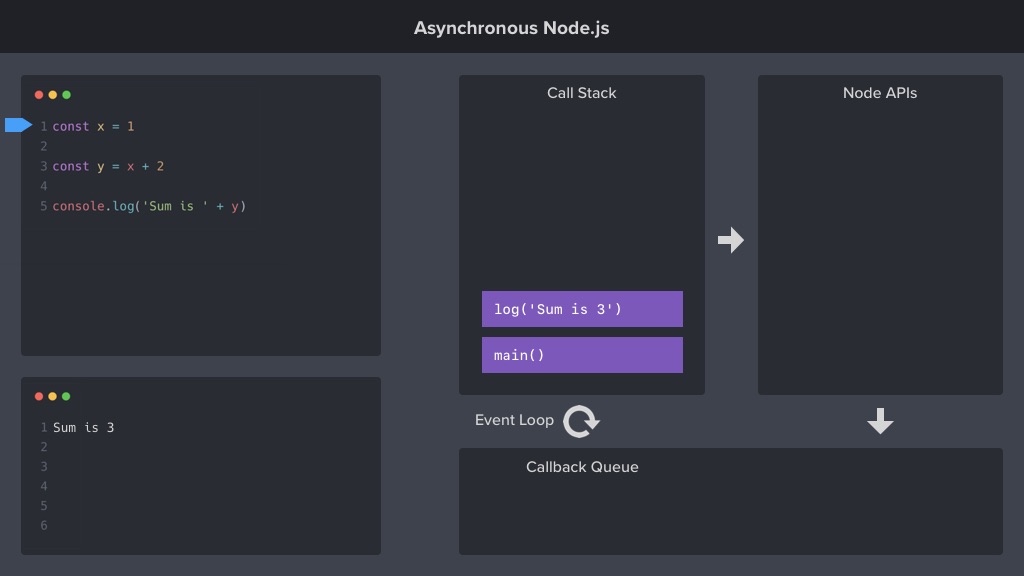 Asynchronous Node.js
1 const x = 1
2
3 const y = x + 2
4
5 console.log('Sum is ' + y)
1 Sum is 3
2
3
4
5
6
Call Stack
log('Sum is 3')
main()
Node APIs
Event Loop
Callback Queue